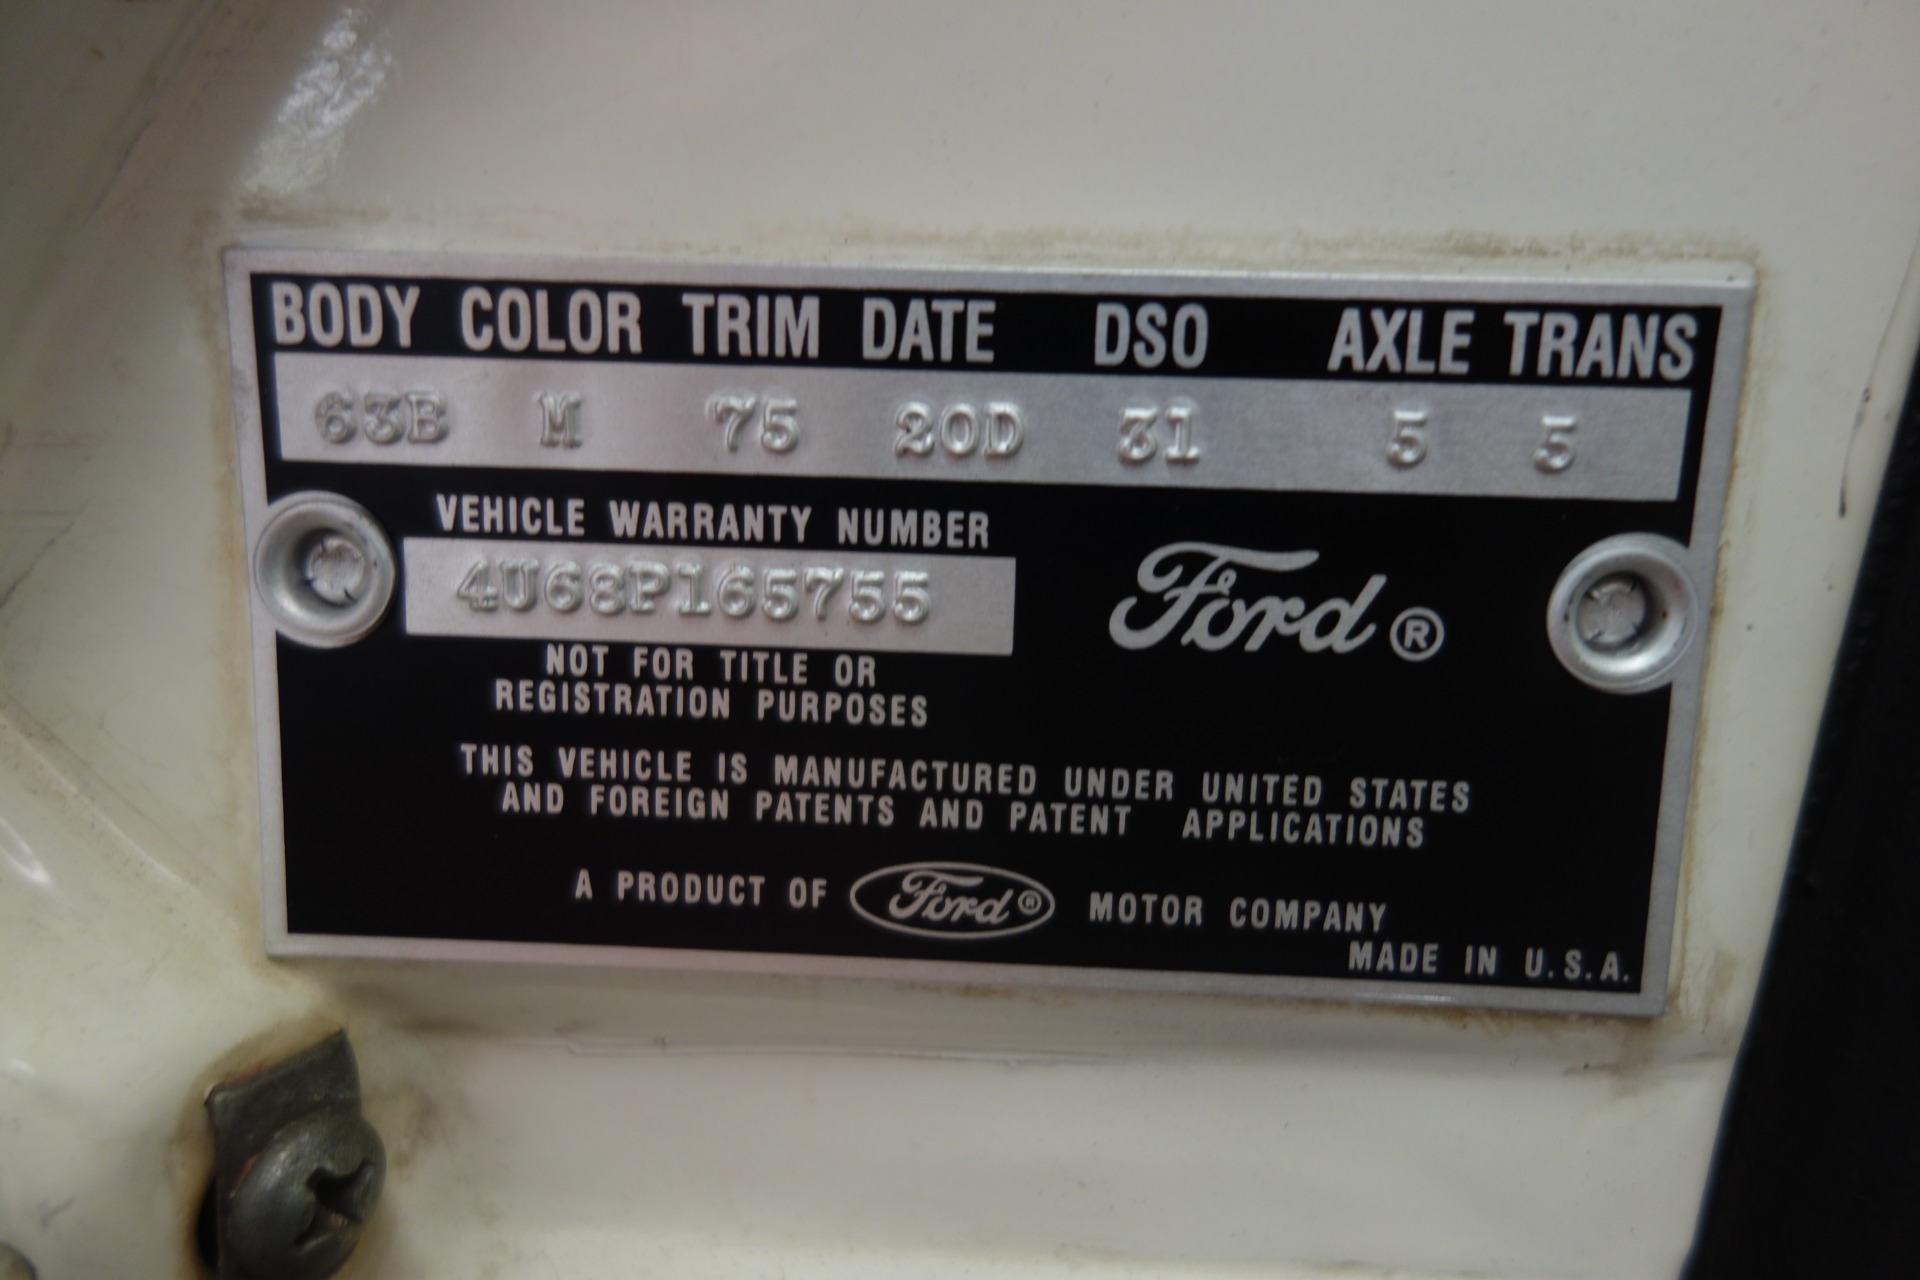 BODY COLOR TRIM DATE DSO AXLE TRANS
63B M 75 20D 31 5 5
VEHICLE WARRANTY NUMBER
4U68P165755
Ford ®
NOT FOR TITLE OR
REGISTRATION PURPOSES
THIS VEHICLE IS MANUFACTURED UNDER UNITED STATES
AND FOREIGN PATENTS AND PATENT APPLICATIONS
A PRODUCT OF Ford ® MOTOR COMPANY
MADE IN U.S.A.